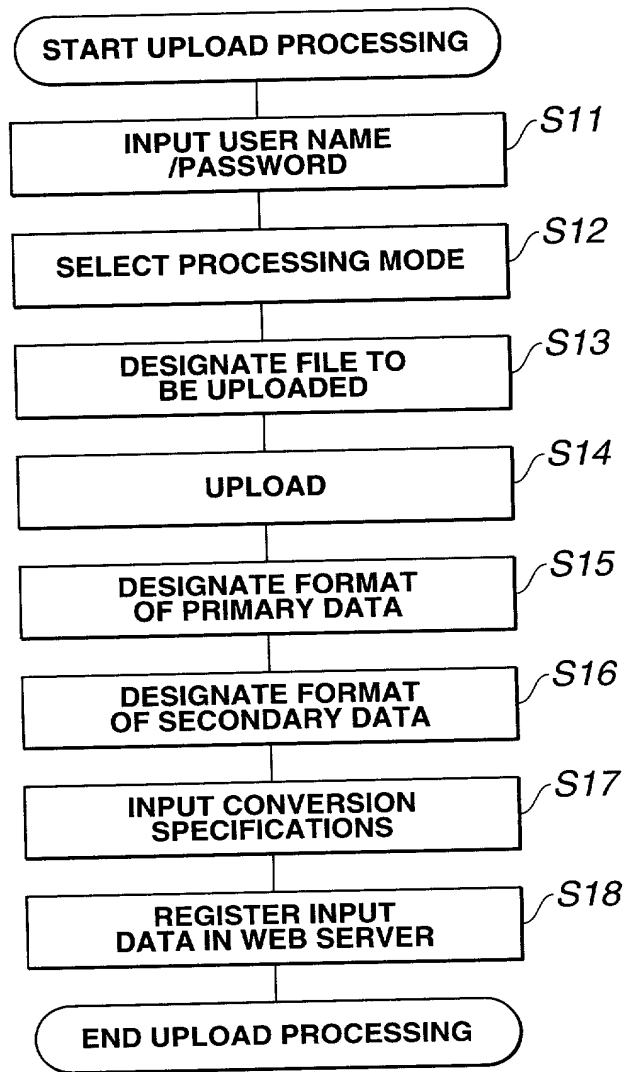 START UPLOAD PROCESSING
S11
INPUT USER NAME
/PASSWORD
S12
SELECT PROCESSING MODE
S13
DESIGNATE FILE TO
BE UPLOADED
S14
UPLOAD
S15
DESIGNATE FORMAT
OF PRIMARY DATA
S16
DESIGNATE FORMAT
OF SECONDARY DATA
S17
INPUT CONVERSION
SPECIFICATIONS
S18
REGISTER INPUT
DATA IN WEB SERVER
END UPLOAD PROCESSING